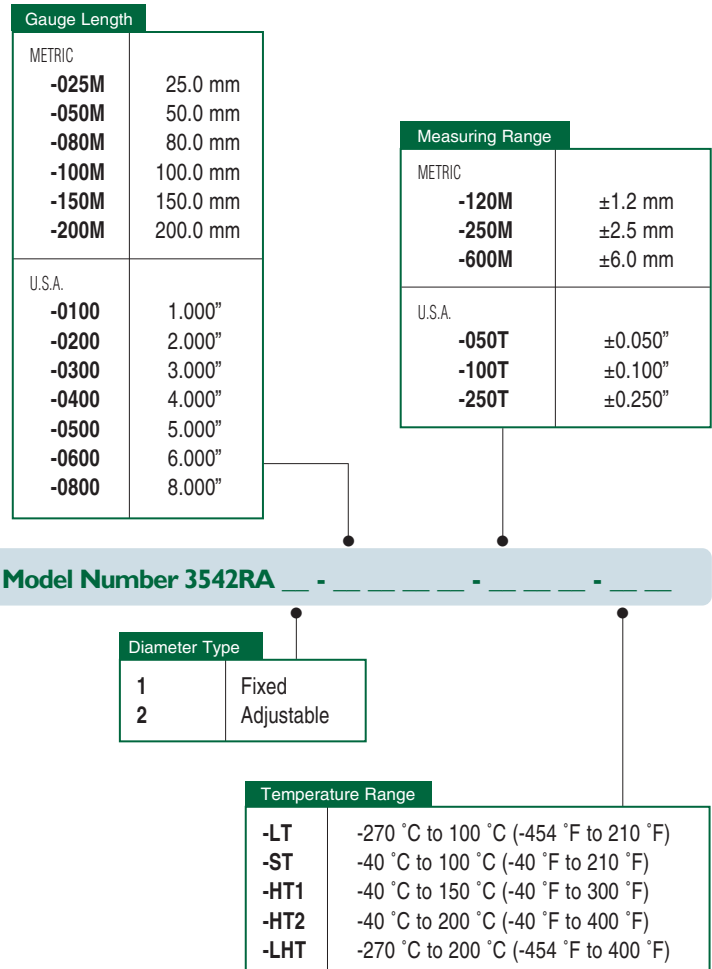 Gauge Length
METRIC
-025M 25.0 mm
-050M 50.0 mm
-080M 80.0 mm
-100M 100.0 mm
-150M 150.0 mm
-200M 200.0 mm
U.S.A.
-0100 1.000”
-0200 2.000”
-0300 3.000”
-0400 4.000”
-0500 5.000”
-0600 6.000”
-0800 8.000”
Measuring Range
METRIC
-120M ±1.2 mm
-250M ±2.5 mm
-600M ±6.0 mm
U.S.A.
-050T ±0.050”
-100T ±0.100”
-250T ±0.250”
Model Number 3542RA __ - __ __ __ __ - __ __ __ - __ __
Diameter Type
1 Fixed
2 Adjustable
Temperature Range
-LT -270 ˚C to 100 ˚C (-454 ˚F to 210 ˚F)
-ST -40 ˚C to 100 ˚C (-40 ˚F to 210 ˚F)
-HT1 -40 ˚C to 150 ˚C (-40 ˚F to 300 ˚F)
-HT2 -40 ˚C to 200 ˚C (-40 ˚F to 400 ˚F)
-LHT -270 ˚C to 200 ˚C (-454 ˚F to 400 ˚F)